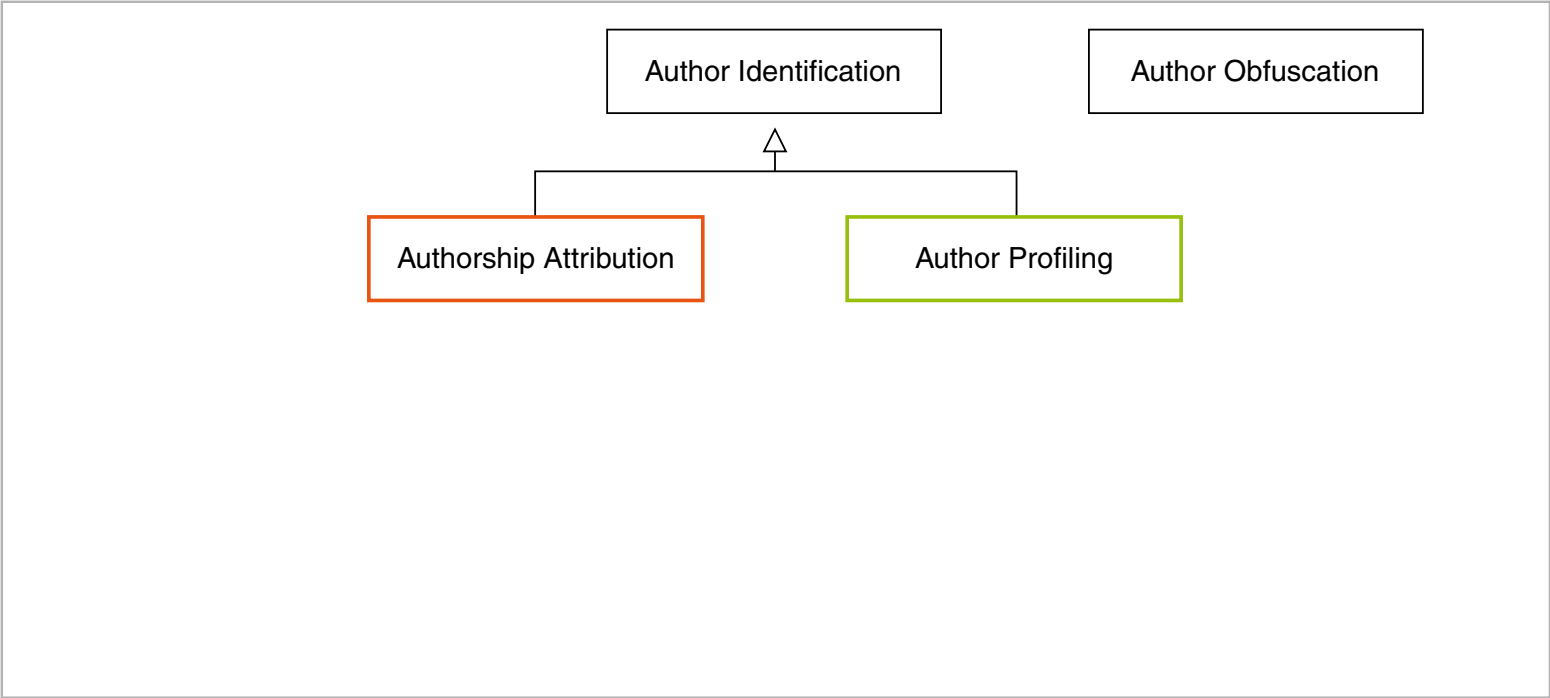 Author Identification
Author Obfuscation
Authorship Attribution
Author Profiling